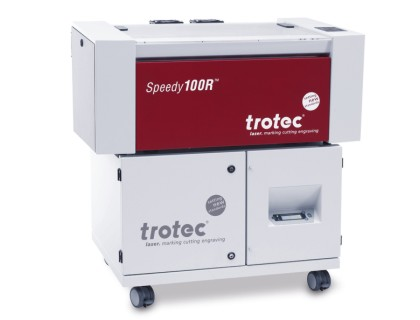 Speedy100R™
trotec®
laser. marking cutting engraving
trotec®
laser. marking cutting engraving